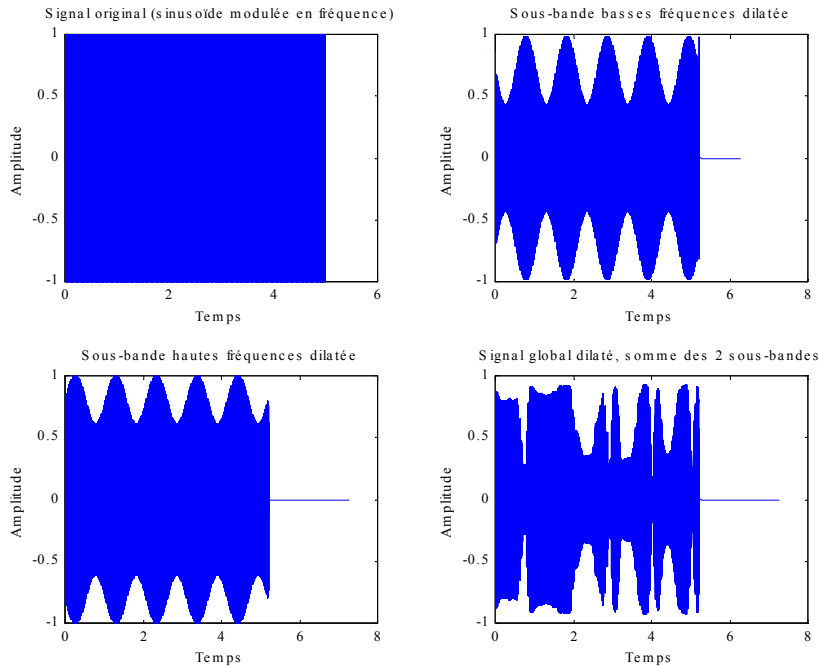 Signal original (sinusoïde modulée en fréquence)
1
0.5
0
-0.5
-1
Amplitude
0 2 4 6
Temps
Sous-bande basses fréquences dilatée
1
0.5
0
-0.5
-1
Amplitude
0 2 4 6 8
Temps
Sous-bande hautes fréquences dilatée
1
0.5
0
-0.5
-1
Amplitude
0 2 4 6 8
Temps
Signal global dilaté, somme des 2 sous-bandes
1
0.5
0
-0.5
-1
Amplitude
0 2 4 6 8
Temps